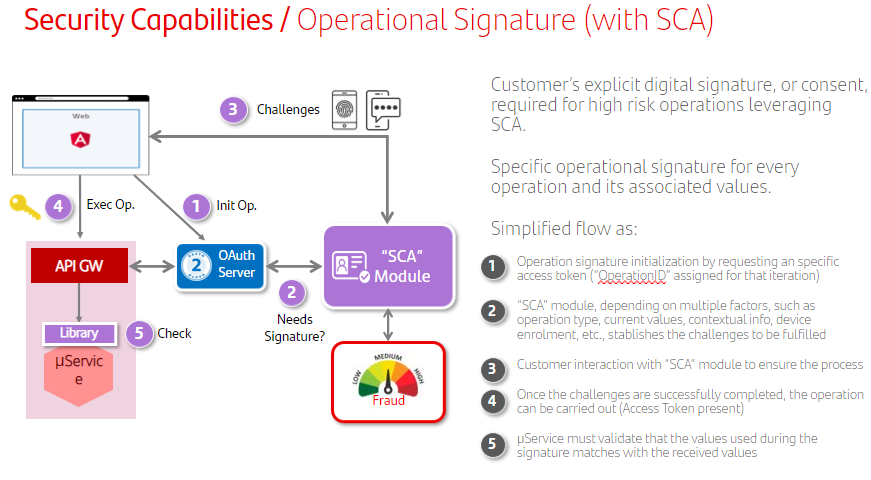 Security Capabilities / Operational Signature (with SCA)
Web
A
3
Challenges
4
Exec Op.
1
Init Op.
API GW
2
OAuth
Server
"SCA"
Module
2
Needs
Signature?
Library
5
Check
µServic
e
LOW
MEDIUM
HIGH
Fraud
Customer's explicit digital signature, or consent,
required for high risk operations leveraging
SCA.
Specific operational signature for every
operation and its associated values.
Simplified flow as:
1
Operation signature initialization by requesting an specific
access token ("OperationID" assigned for that iteration)
2
"SCA" module, depending on multiple factors, such as
operation type, current values, contextual info, device
enrolment, etc., stablishes the challenges to be fulfilled
3
Customer interaction with "SCA" module to ensure the process
4
Once the challenges are successfully completed, the operation
can be carried out (Access Token present)
5
µService must validate that the values used during the
signature matches with the received values